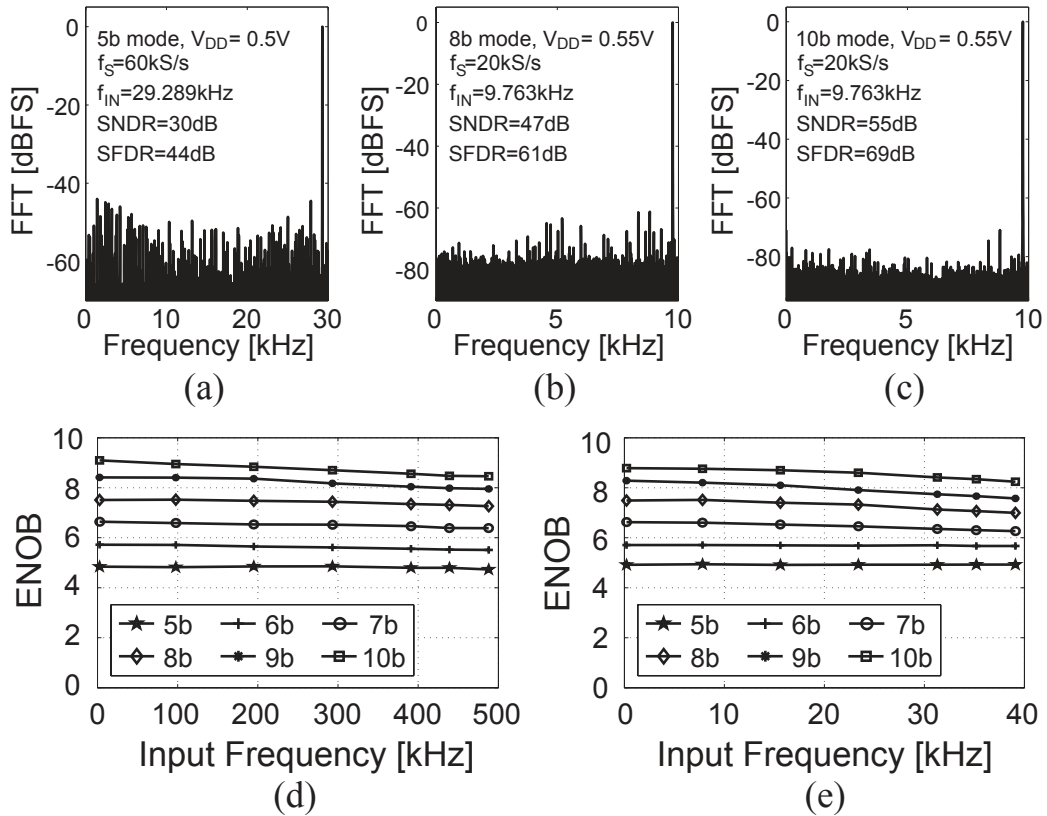 0
-20
-40
-60
FFT [dBFS]
5b mode, VDD= 0.5V
fS=60kS/s
fIN=29.289kHz
SNDR=30dB
SFDR=44dB
0 10 20 30
Frequency [kHz]
(a)
0
-20
-40
-60
-80
FFT [dBFS]
8b mode, VDD= 0.55V
fS=20kS/s
fIN=9.763kHz
SNDR=47dB
SFDR=61dB
0 5 10
Frequency [kHz]
(b)
0
-20
-40
-60
-80
FFT [dBFS]
10b mode, VDD= 0.55V
fS=20kS/s
fIN=9.763kHz
SNDR=55dB
SFDR=69dB
0 5 10
Frequency [kHz]
(c)
10
8
6
4
2
0
ENOB
5b 6b 7b
8b 9b 10b
0 100 200 300 400 500
Input Frequency [kHz]
(d)
10
8
6
4
2
0
ENOB
5b 6b 7b
8b 9b 10b
0 10 20 30 40
Input Frequency [kHz]
(e)